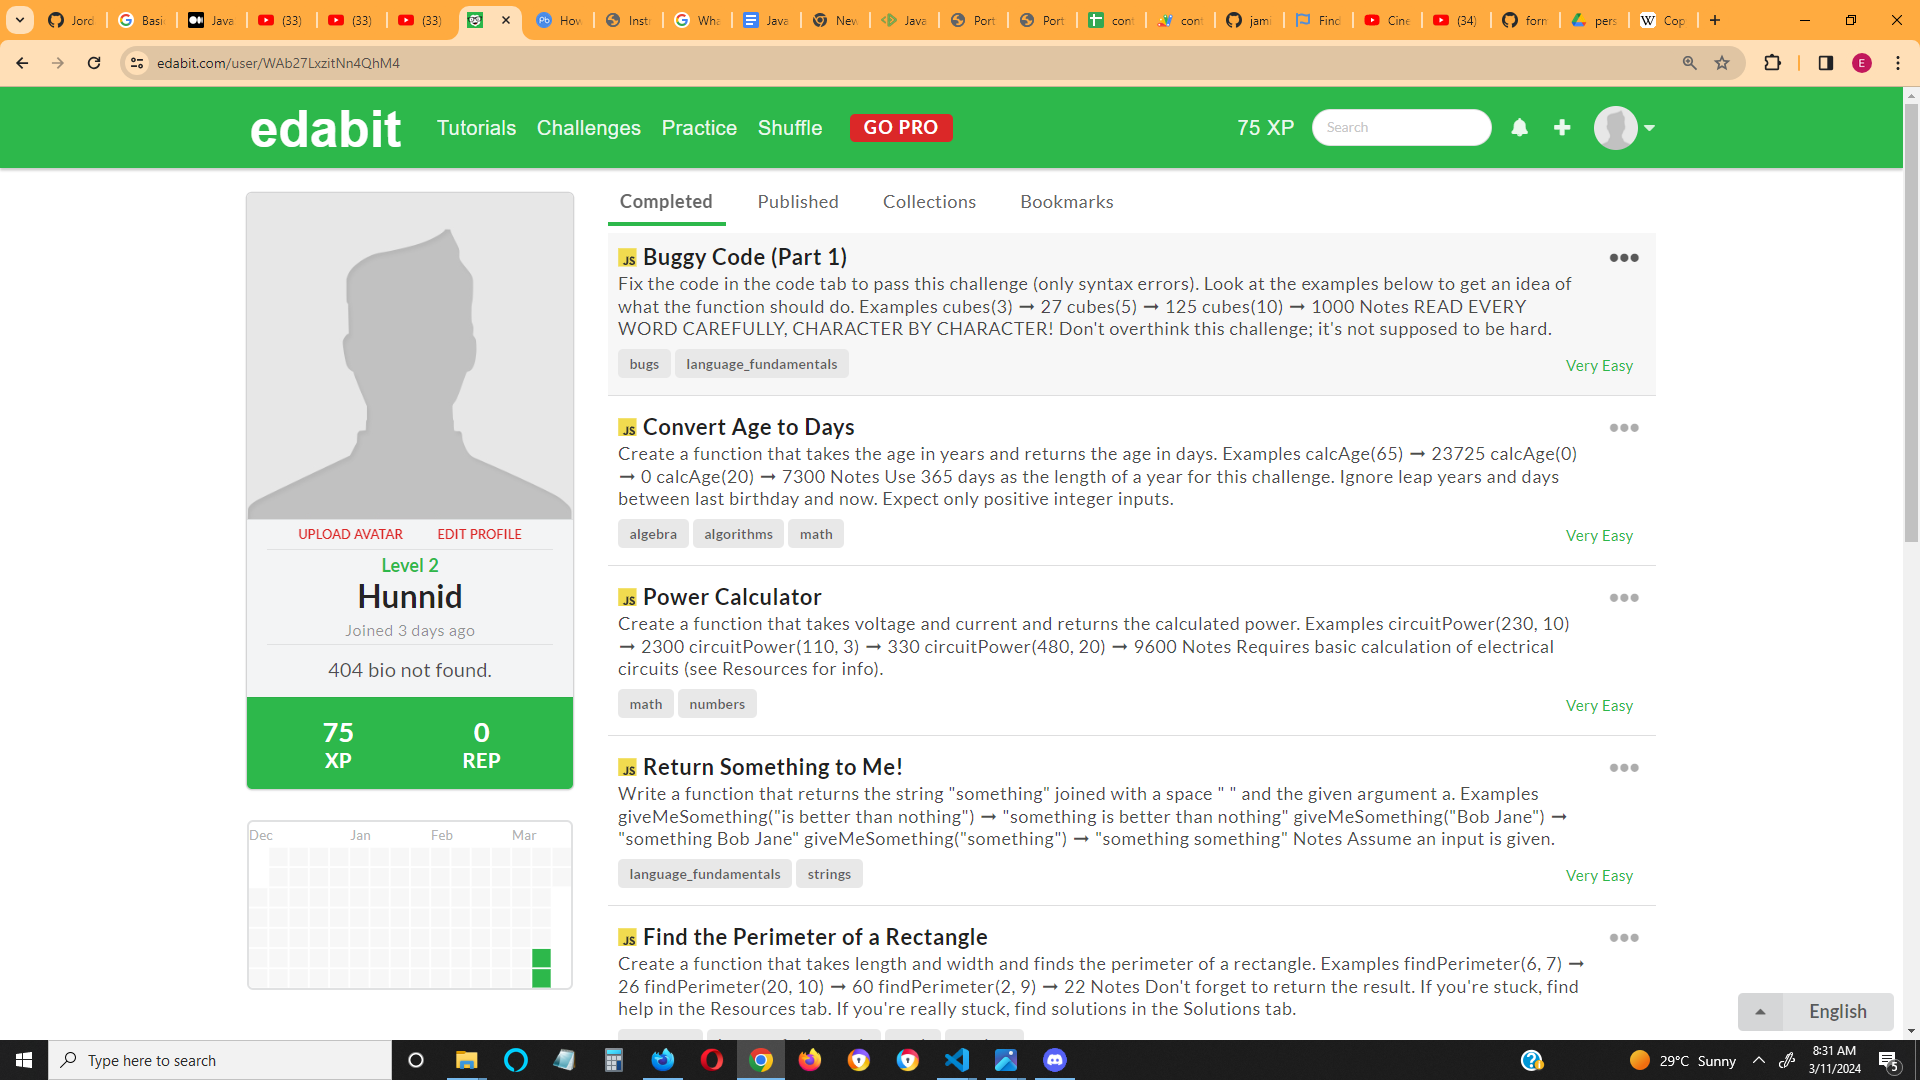 Jord
Basic
Java
(33)
(33)
(33)
How
Instr
Wha
Java
New
Java
Port
Port
cont
cont
jami
Find
Cine
(34)
forn
pers
Cop
edabit.com/user/WAb27LxzitNn4QhM4
E
edabit
Tutorials
Challenges
Practice
Shuffle
GO PRO
75 XP
Search
UPLOAD AVATAR
EDIT PROFILE
Level 2
Hunnid
Joined 3 days ago
404 bio not found.
75
XP
0
REP
Dec
Jan
Feb
Mar
Completed
Published
Collections
Bookmarks
JS Buggy Code (Part 1)
Fix the code in the code tab to pass this challenge (only syntax errors). Look at the examples below to get an idea of
what the function should do. Examples cubes(3) ➞ 27 cubes(5) ➞ 125 cubes(10) ➞ 1000 Notes READ EVERY
WORD CAREFULLY, CHARACTER BY CHARACTER! Don't overthink this challenge; it's not supposed to be hard.
bugs
language_fundamentals
Very Easy
JS Convert Age to Days
Create a function that takes the age in years and returns the age in days. Examples calcAge(65) ➞ 23725 calcAge(0)
➞ 0 calcAge(20) ➞ 7300 Notes Use 365 days as the length of a year for this challenge. Ignore leap years and days
between last birthday and now. Expect only positive integer inputs.
algebra
algorithms
math
Very Easy
JS Power Calculator
Create a function that takes voltage and current and returns the calculated power. Examples circuitPower(230, 10)
➞ 2300 circuitPower(110, 3) ➞ 330 circuitPower(480, 20) ➞ 9600 Notes Requires basic calculation of electrical
circuits (see Resources for info).
math
numbers
Very Easy
JS Return Something to Me!
Write a function that returns the string "something" joined with a space " " and the given argument a. Examples
giveMeSomething("is better than nothing") ➞ "something is better than nothing" giveMeSomething("Bob Jane") ➞
"something Bob Jane" giveMeSomething("something") ➞ "something something" Notes Assume an input is given.
language_fundamentals
strings
Very Easy
JS Find the Perimeter of a Rectangle
Create a function that takes length and width and finds the perimeter of a rectangle. Examples findPerimeter(6, 7) ➞
26 findPerimeter(20, 10) ➞ 60 findPerimeter(2, 9) ➞ 22 Notes Don't forget to return the result. If you're stuck, find
help in the Resources tab. If you're really stuck, find solutions in the Solutions tab.
English
Type here to search
29°C Sunny
8:31 AM
3/11/2024
5